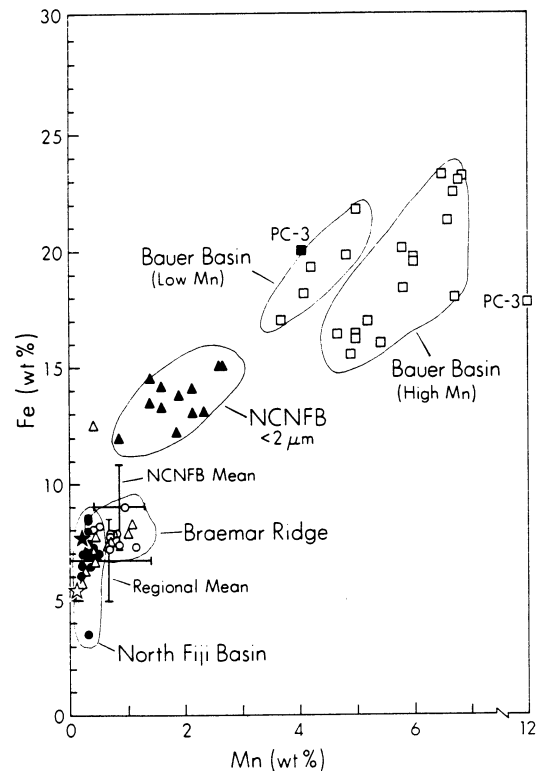 30
25
20
15
10
5
0
Fe (wt %)
PC-3
Bauer Basin
(Low Mn)
PC-3
Bauer Basin
(High Mn)
NCNFB
<2 μm
NCNFB Mean
Braemar Ridge
Regional Mean
North Fiji Basin
0 2 4 6 12
Mn (wt %)